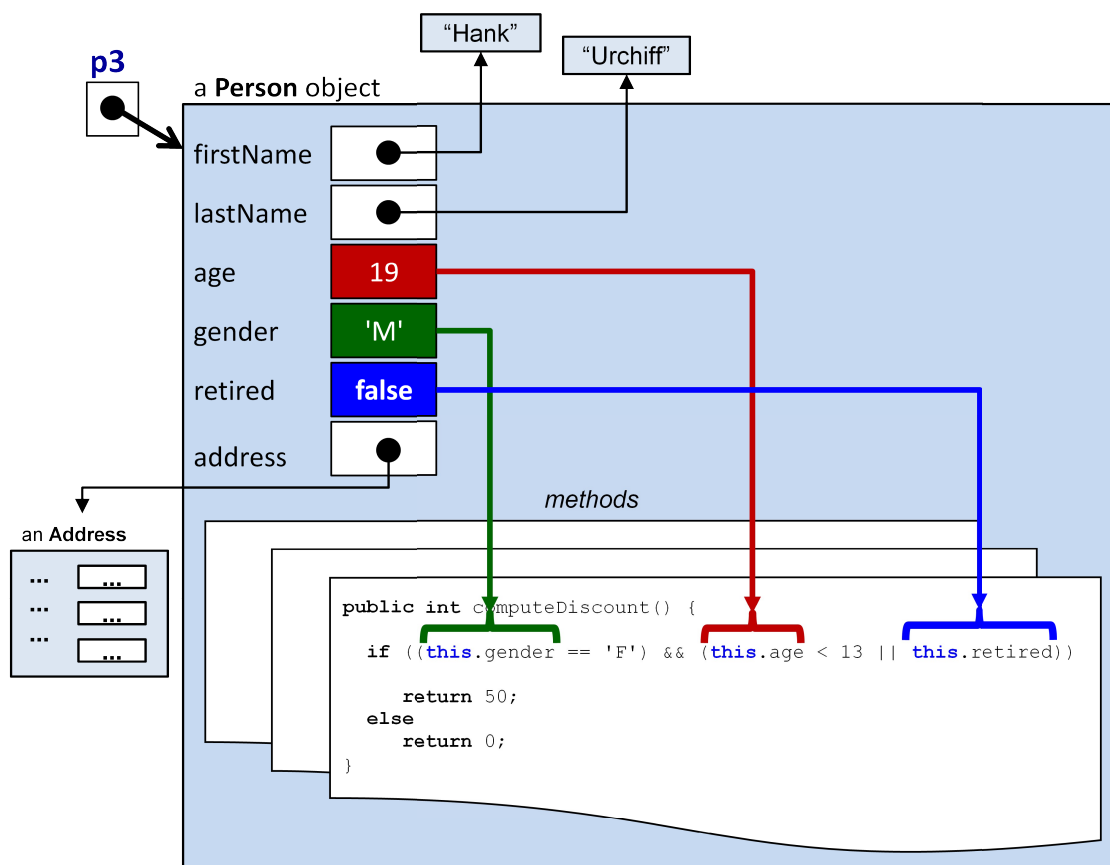 “Hank”
“Urchiff”
p3
a Person object
firstName
lastName
age 19
gender 'M'
retired false
address
methods
an Address
... ...
... ...
... ...
public int computeDiscount() {
if ((this.gender == 'F') && (this.age < 13 || this.retired))
return 50;
else
return 0;
}